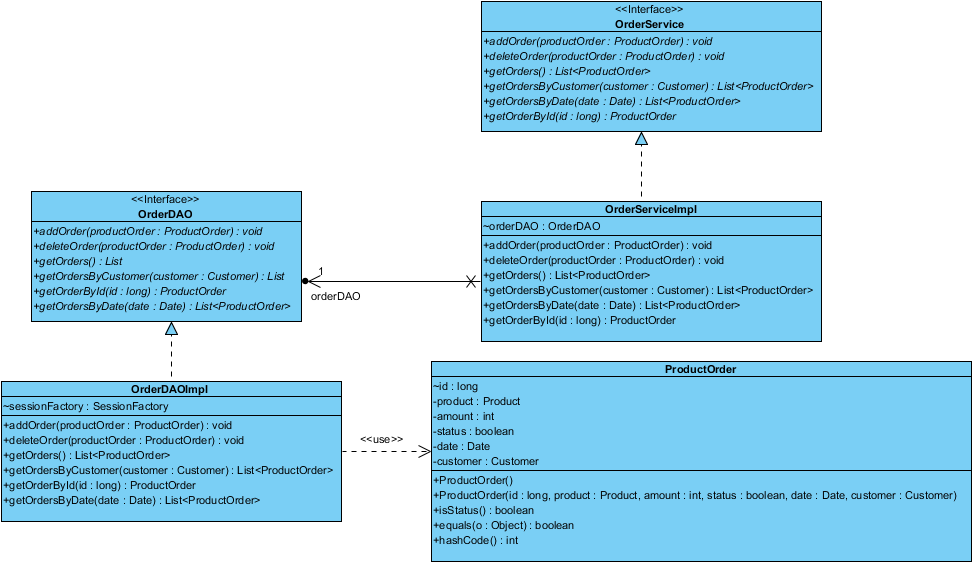 <<Interface>>
OrderService
+addOrder(productOrder : ProductOrder) : void
+deleteOrder(productOrder : ProductOrder) : void
+getOrders() : List<ProductOrder>
+getOrdersByCustomer(customer : Customer) : List<ProductOrder>
+getOrdersByDate(date : Date) : List<ProductOrder>
+getOrderById(id : long) : ProductOrder
<<Interface>>
OrderDAO
+addOrder(productOrder : ProductOrder) : void
+deleteOrder(productOrder : ProductOrder) : void
+getOrders() : List
+getOrdersByCustomer(customer : Customer) : List
+getOrderById(id : long) : ProductOrder
+getOrdersByDate(date : Date) : List<ProductOrder>
1
orderDAO
OrderServiceImpl
~orderDAO : OrderDAO
+addOrder(productOrder : ProductOrder) : void
+deleteOrder(productOrder : ProductOrder) : void
+getOrders() : List<ProductOrder>
+getOrdersByCustomer(customer : Customer) : List<ProductOrder>
+getOrdersByDate(date : Date) : List<ProductOrder>
+getOrderById(id : long) : ProductOrder
OrderDAOImpl
~sessionFactory : SessionFactory
+addOrder(productOrder : ProductOrder) : void
+deleteOrder(productOrder : ProductOrder) : void
+getOrders() : List<ProductOrder>
+getOrdersByCustomer(customer : Customer) : List<ProductOrder>
+getOrderById(id : long) : ProductOrder
+getOrdersByDate(date : Date) : List<ProductOrder>
<<use>>
ProductOrder
~id : long
-product : Product
-amount : int
-status : boolean
-date : Date
-customer : Customer
+ProductOrder()
+ProductOrder(id : long, product : Product, amount : int, status : boolean, date : Date, customer : Customer)
+isStatus() : boolean
+equals(o : Object) : boolean
+hashCode() : int